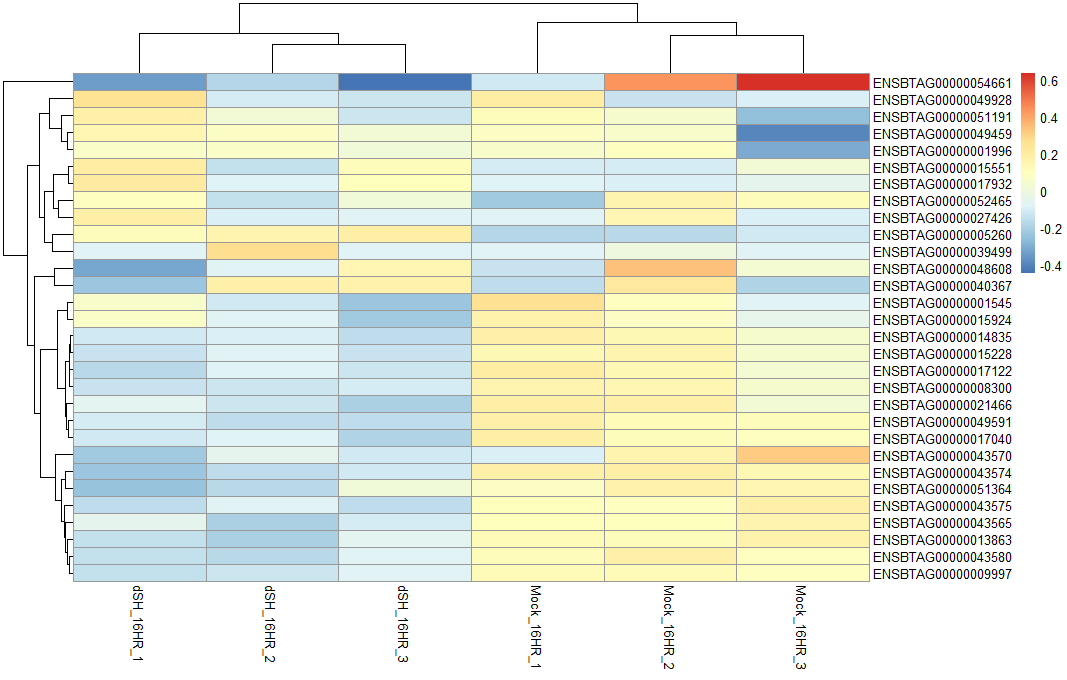 ENSBTAG00000054661
ENSBTAG00000049928
ENSBTAG00000051191
ENSBTAG00000049459
ENSBTAG00000001996
ENSBTAG00000015551
ENSBTAG00000017932
ENSBTAG00000052465
ENSBTAG00000027426
ENSBTAG00000005260
ENSBTAG00000039499
ENSBTAG00000048608
ENSBTAG00000040367
ENSBTAG00000001545
ENSBTAG00000015924
ENSBTAG00000014835
ENSBTAG00000015228
ENSBTAG00000017122
ENSBTAG00000008300
ENSBTAG00000021466
ENSBTAG00000049591
ENSBTAG00000017040
ENSBTAG00000043570
ENSBTAG00000043574
ENSBTAG00000051364
ENSBTAG00000043575
ENSBTAG00000043565
ENSBTAG00000013863
ENSBTAG00000043580
ENSBTAG00000009997
0.6
0.4
0.2
0
-0.2
-0.4
dSH_16HR_1
dSH_16HR_2
dSH_16HR_3
Mock_16HR_1
Mock_16HR_2
Mock_16HR_3